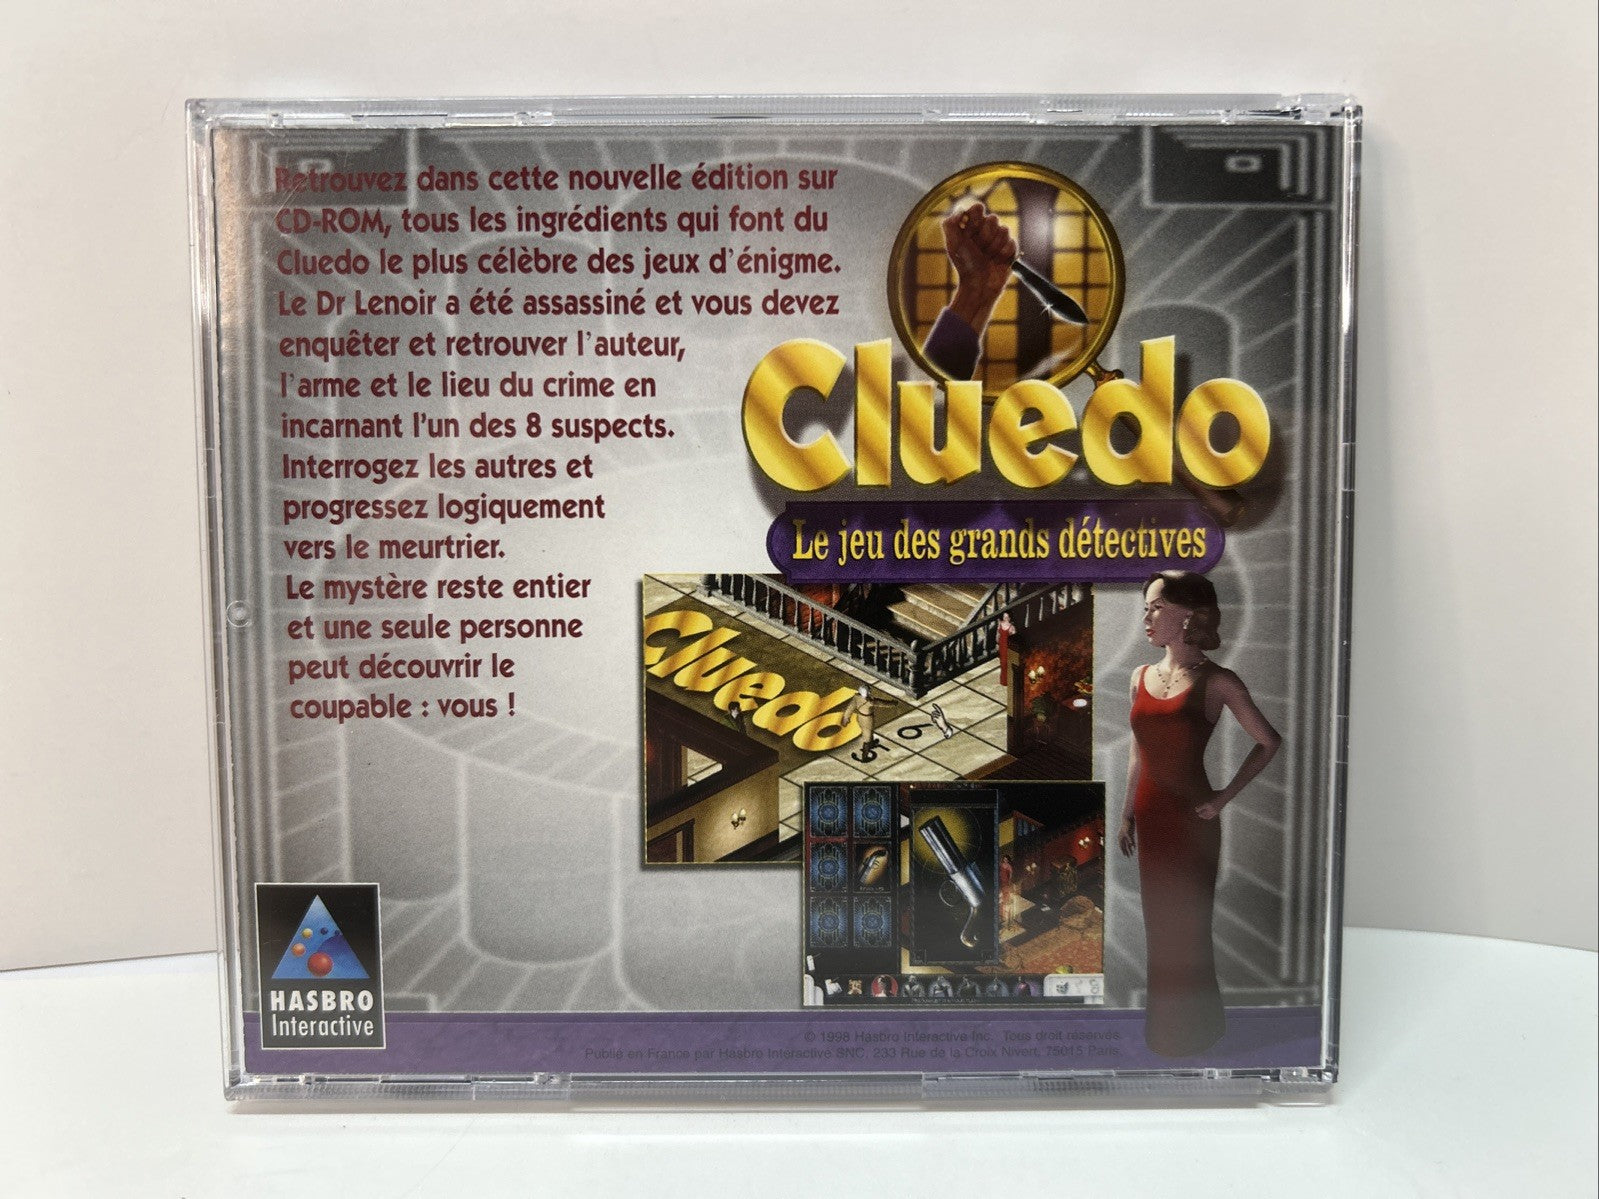 Retrouvez dans cette nouvelle édition sur
CD-ROM, tous les ingrédients qui font du
Cluedo le plus célèbre des jeux d'énigme.
Le Dr Lenoir a été assassiné et vous devez
enquêter et retrouver l'auteur,
l'arme et le lieu du crime en
incarnant l'un des 8 suspects.
Interrogez les autres et
progressez logiquement
vers le meurtrier.
Le mystère reste entier
et une seule personne
peut découvrir le
coupable : vous !
Cluedo
Le jeu des grands détectives
Cluedo
HASBRO
Interactive
© 1998 Hasbro Interactive Inc. Tous droit réservés.
Publié en France par Hasbro Interactive SNC, 233 Rue de la Croix Nivert, 75015 Paris.